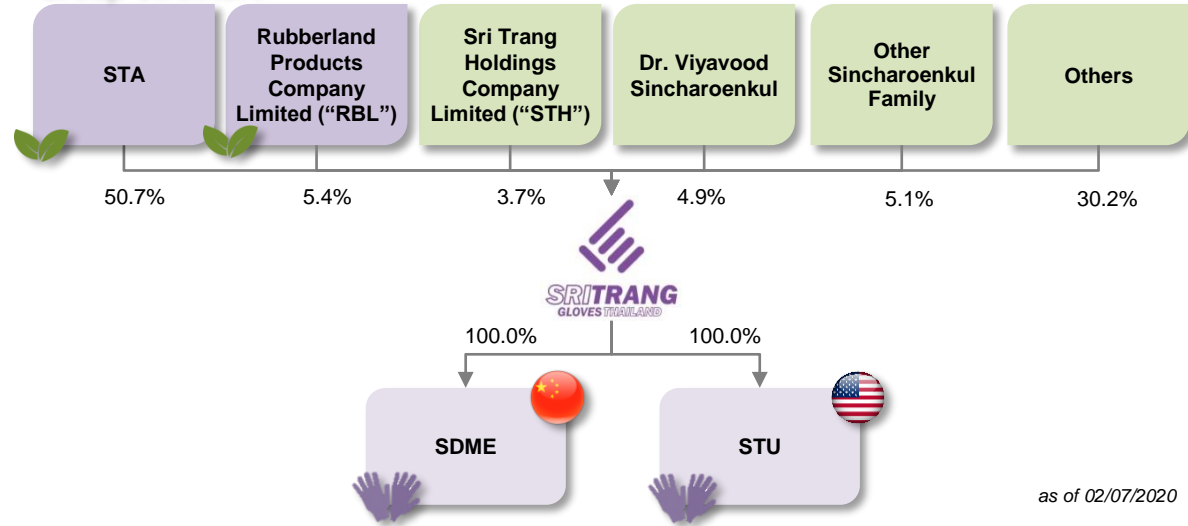 STA
Rubberland
Products
Company
Limited (“RBL”)
Sri Trang
Holdings
Company
Limited (“STH”)
Dr. Viyavood
Sincharoenkul
Other
Sincharoenkul
Family
Others
50.7%
5.4%
3.7%
4.9%
5.1%
30.2%
SRITRANG
GLOVES THAILAND
100.0%
100.0%
SDME
STU
as of 02/07/2020